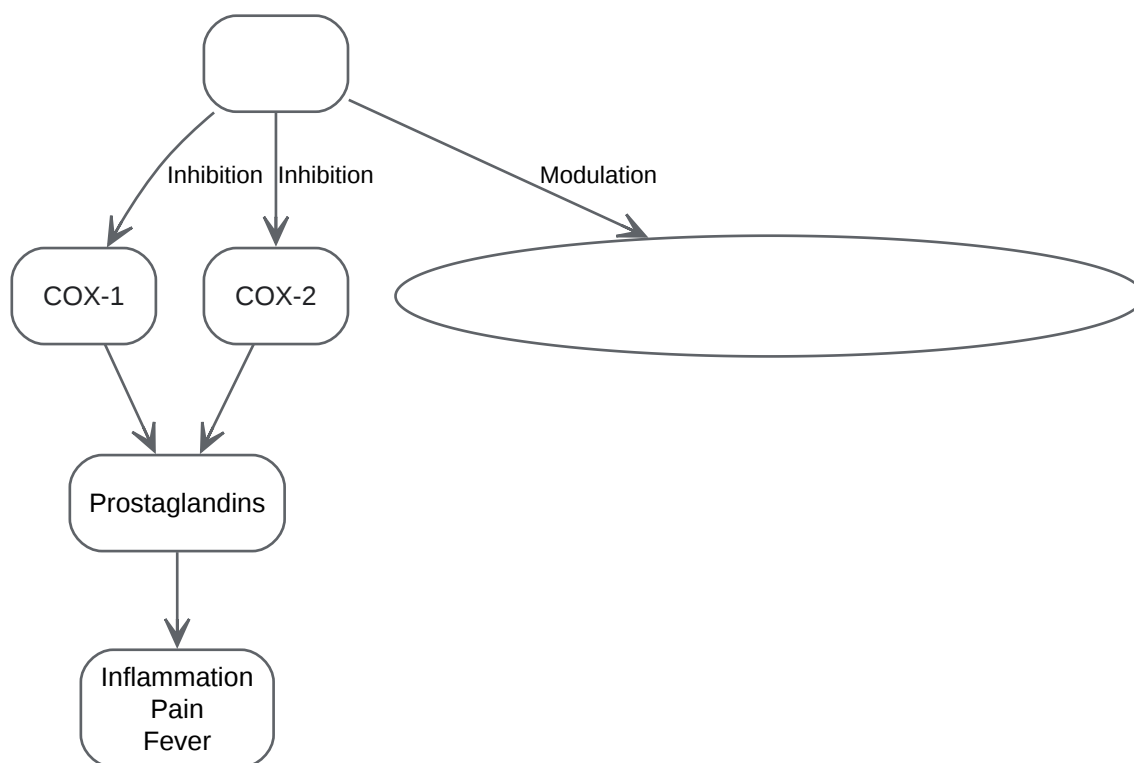 Inhibition
Inhibition
Modulation
COX-1
COX-2
Prostaglandins
Inflammation
Pain
Fever